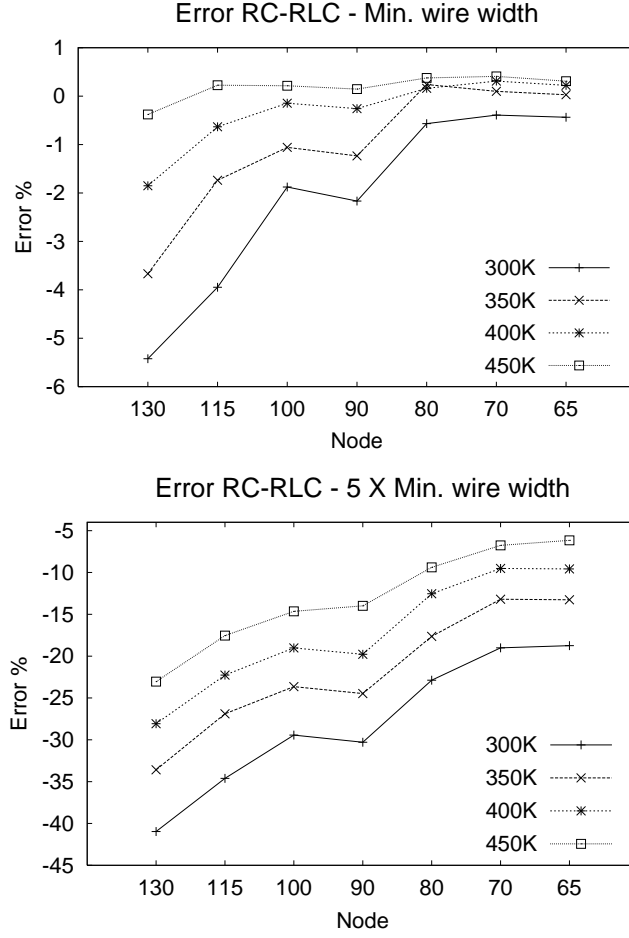 Error RC-RLC - Min. wire width
1
0
-1
-2
-3
-4
-5
-6
Error %
300K
350K
400K
450K
130 115 100 90 80 70 65
Node
Error RC-RLC - 5 X Min. wire width
-5
-10
-15
-20
-25
-30
-35
-40
-45
Error %
300K
350K
400K
450K
130 115 100 90 80 70 65
Node